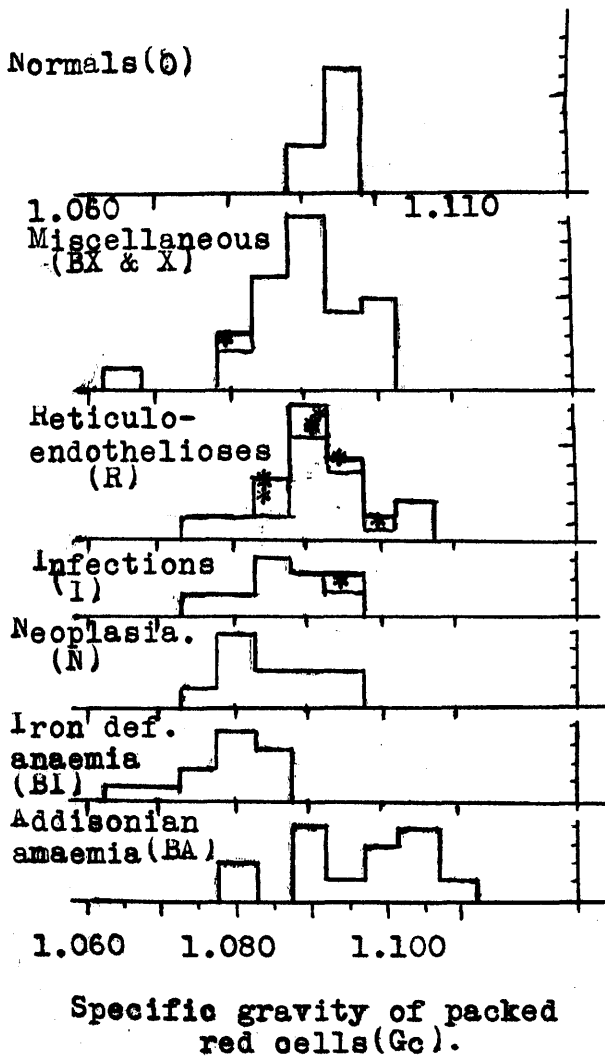 Normals(O)
1.060 1.110
Miscellaneous
(BX & X)
*
Reticulo-
endothelioses
(R)
*
*
*
*
*
*
Infections
(I)
*
Neoplasia.
(N)
Iron def.
anaemia
(BI)
Addisonian
amaemia(BA)
1.060 1.080 1.100
Specific gravity of packed
red cells(Gc).